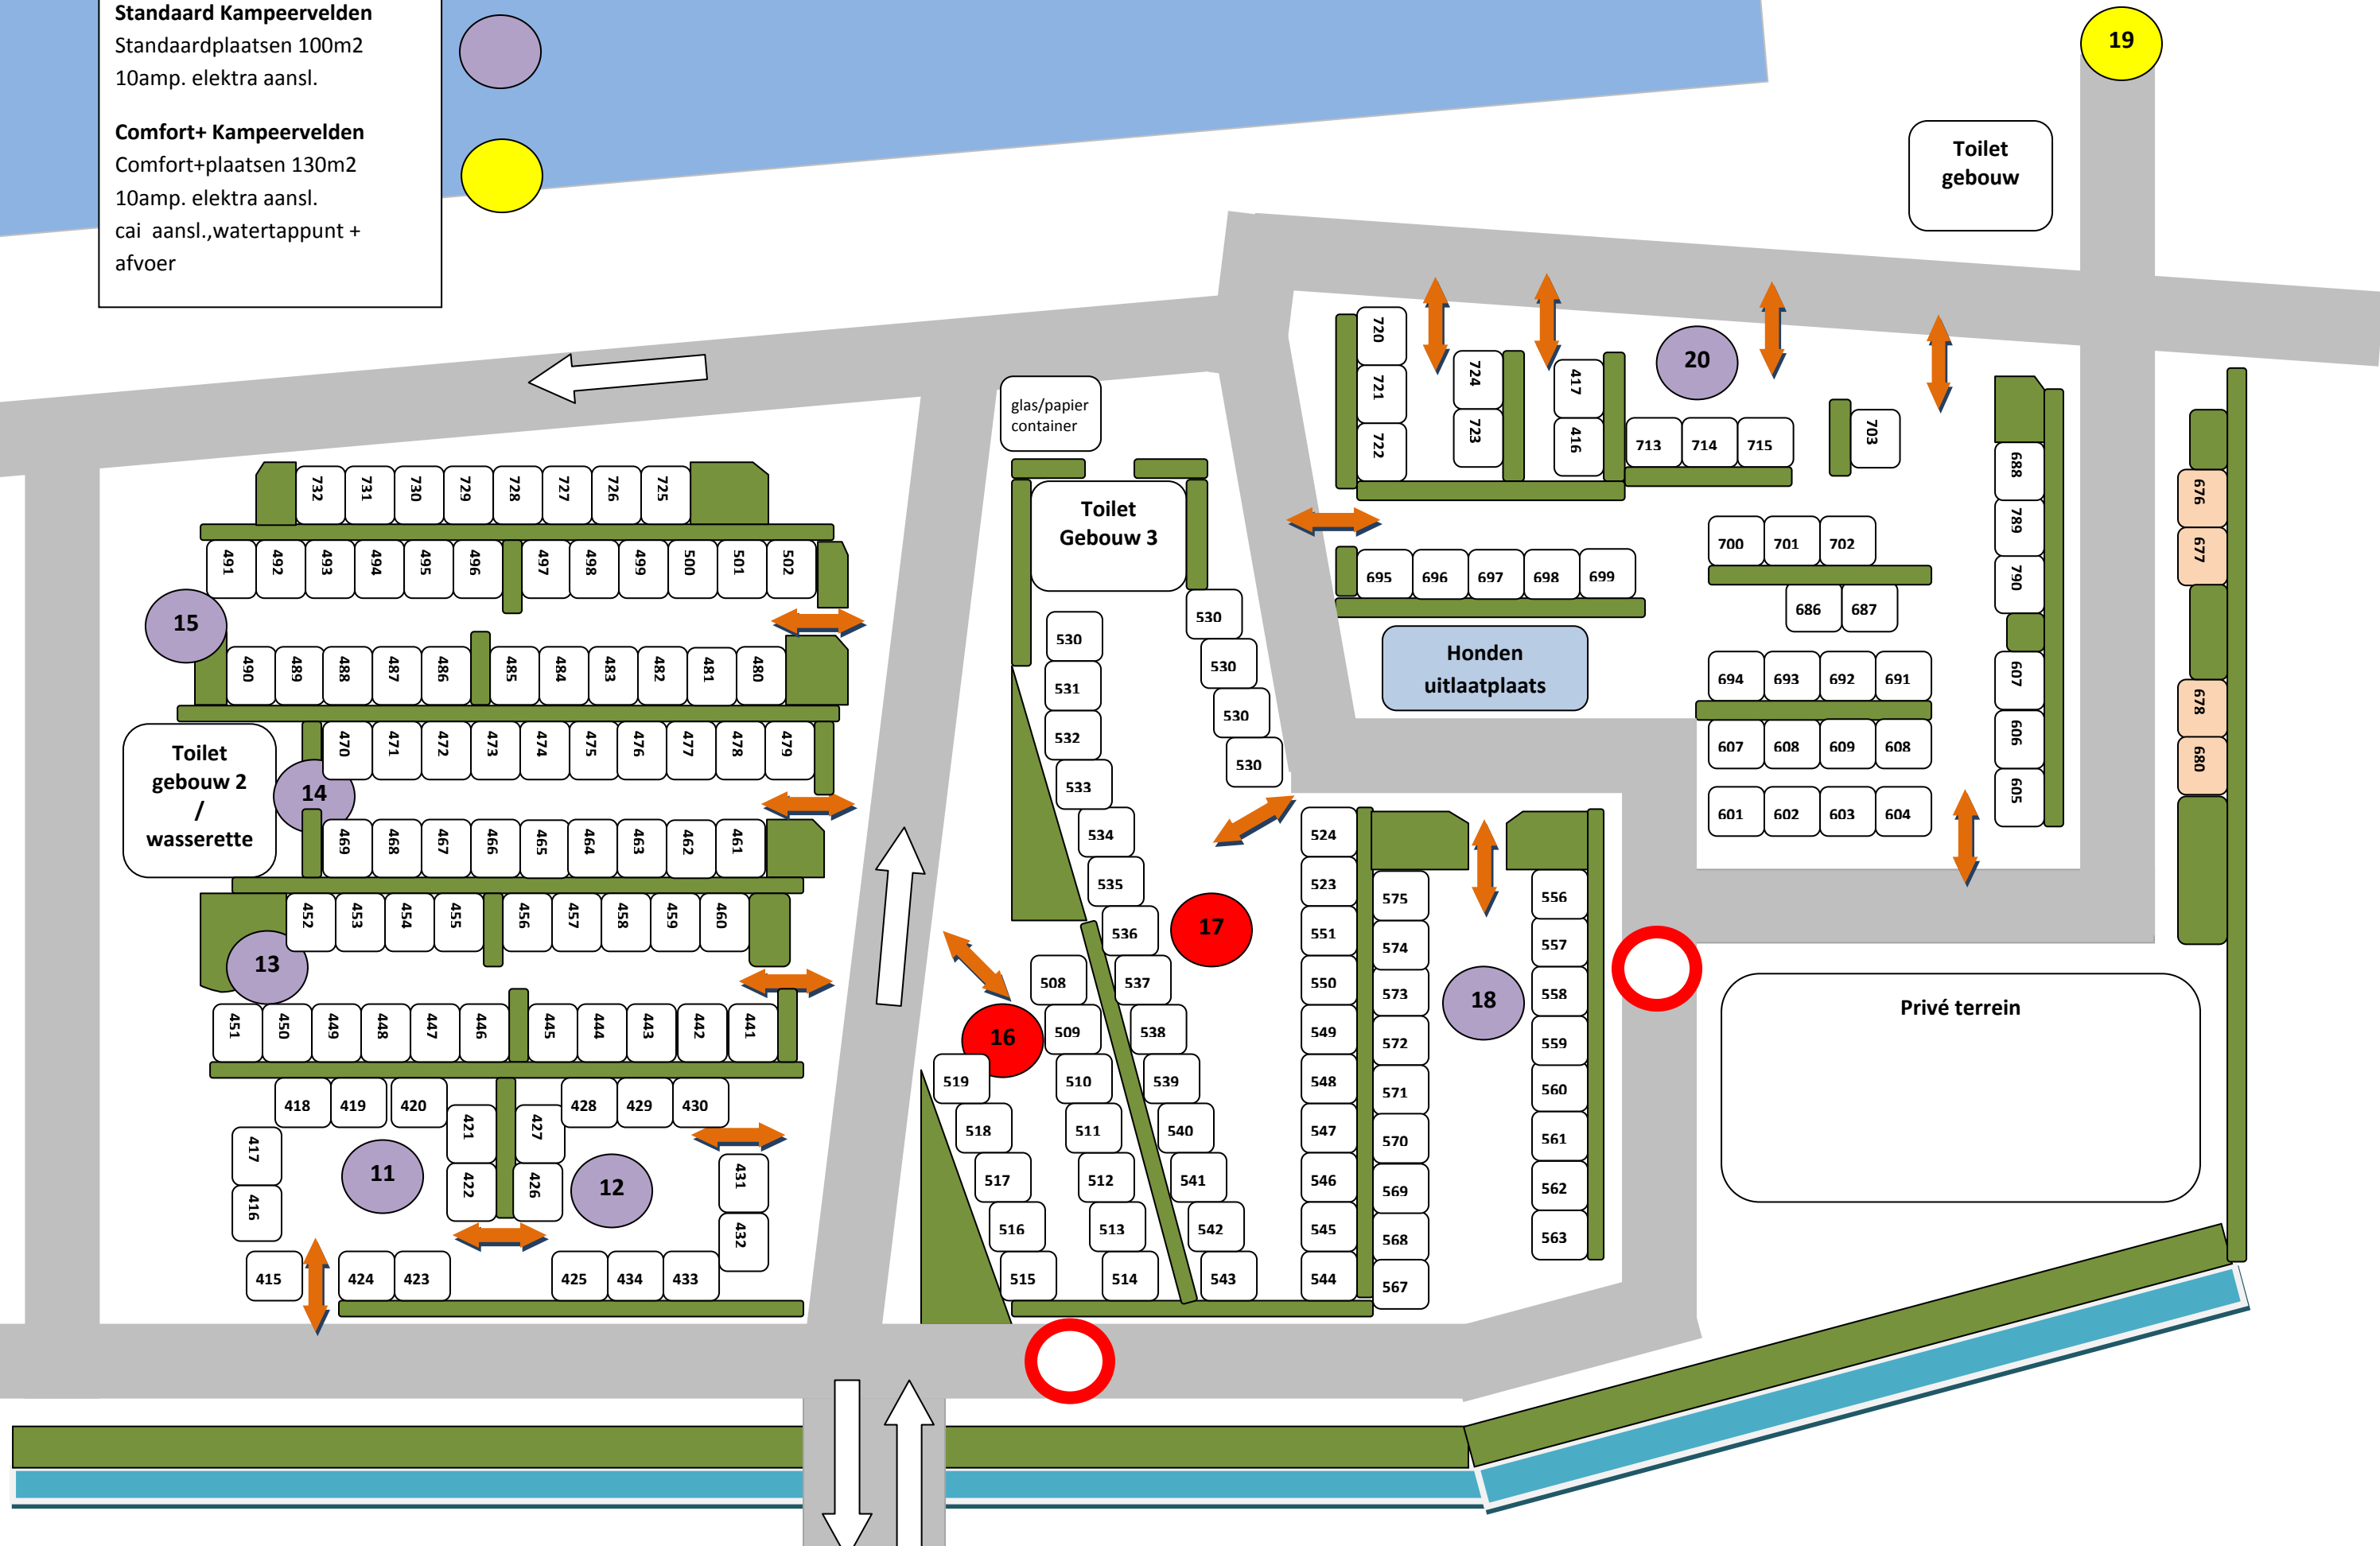 Standaard Kampeervelden
Standaardplaatsen 100m2
10amp. elektra aansl.
Comfort+ Kampeervelden
Comfort+plaatsen 130m2
10amp. elektra aansl.
cai aansl.,watertappunt +
afvoer
19
Toilet
gebouw
glas/papier
container
Toilet
Gebouw 3
720
721
722
724
723
417
416
20
713 714 715
703
688
789
790
607
606
605
676
677
678
680
695 696 697 698 699
700 701 702
686 687
694 693 692 691
607 608 609 608
601 602 603 604
Honden
uitlaatplaats
732 731 730 729 728 727 726 725
491 492 493 494 495 496 497 498 499 500 501 502
15
490 489 488 487 486 485 484 483 482 481 480
470 471 472 473 474 475 476 477 478 479
Toilet
gebouw 2
/
wasserette
14
469 468 467 466 465 464 463 462 461
452 453 454 455 456 457 458 459 460
13
451 450 449 448 447 446 445 444 443 442 441
418 419 420 421 427 428 429 430
417
416
11
422 426
12
431
432
415 424 423 425 434 433
530
531
532
533
534
535
536
537
538
539
540
541
542
543
530
530
530
530
17
16
508
509
510
511
512
513
514
519
518
517
516
515
524
523
551
550
549
548
547
546
545
544
575
574
573
572
571
570
569
568
567
18
556
557
558
559
560
561
562
563
Privé terrein